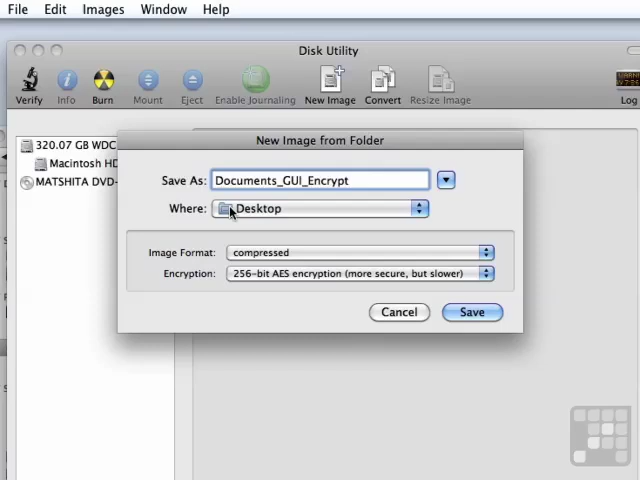 File Edit Images Window Help
Disk Utility
Verify Info Burn Mount Eject Enable Journaling New Image Convert Resize Image Log
New Image from Folder
320.07 GB WDC
Macintosh HD
MATSHITA DVD-
Save As: Documents_GUI_Encrypt
Where: Desktop
Image Format: compressed
Encryption: 256-bit AES encryption (more secure, but slower)
Cancel Save